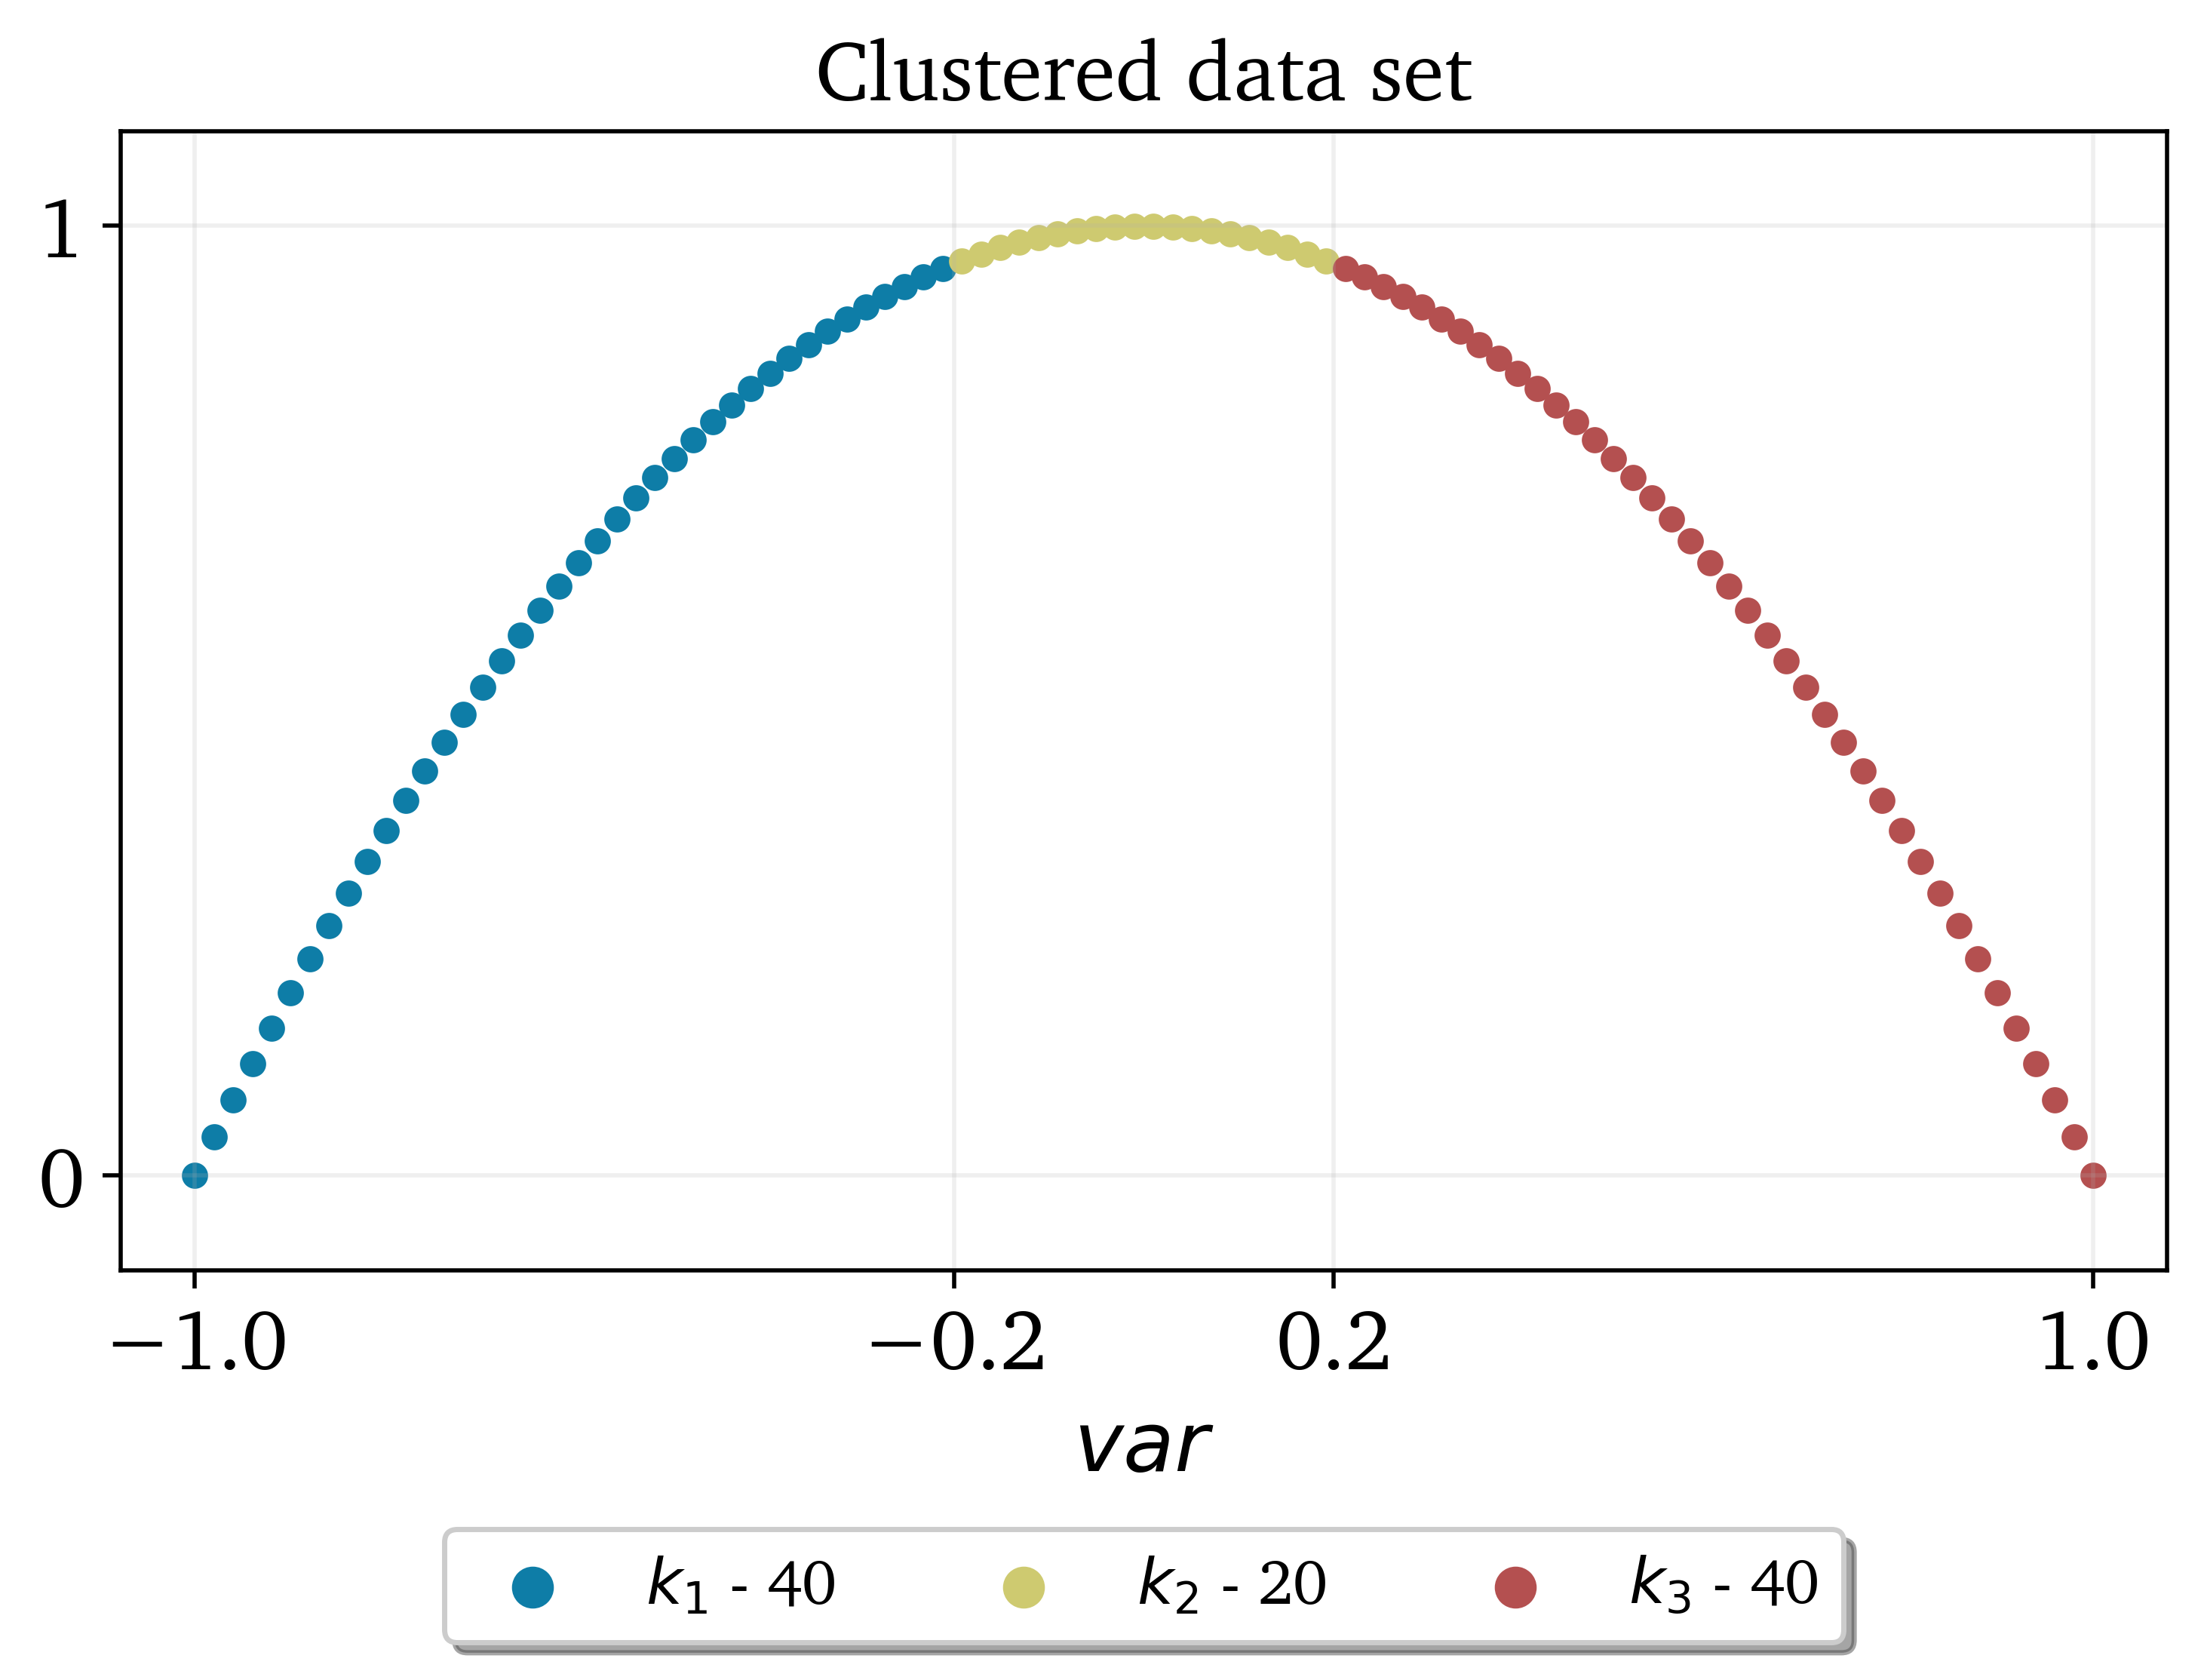 Clustered data set
1
0
−1.0 −0.2 0.2 1.0
var
k₁ - 40 k₂ - 20 k₃ - 40